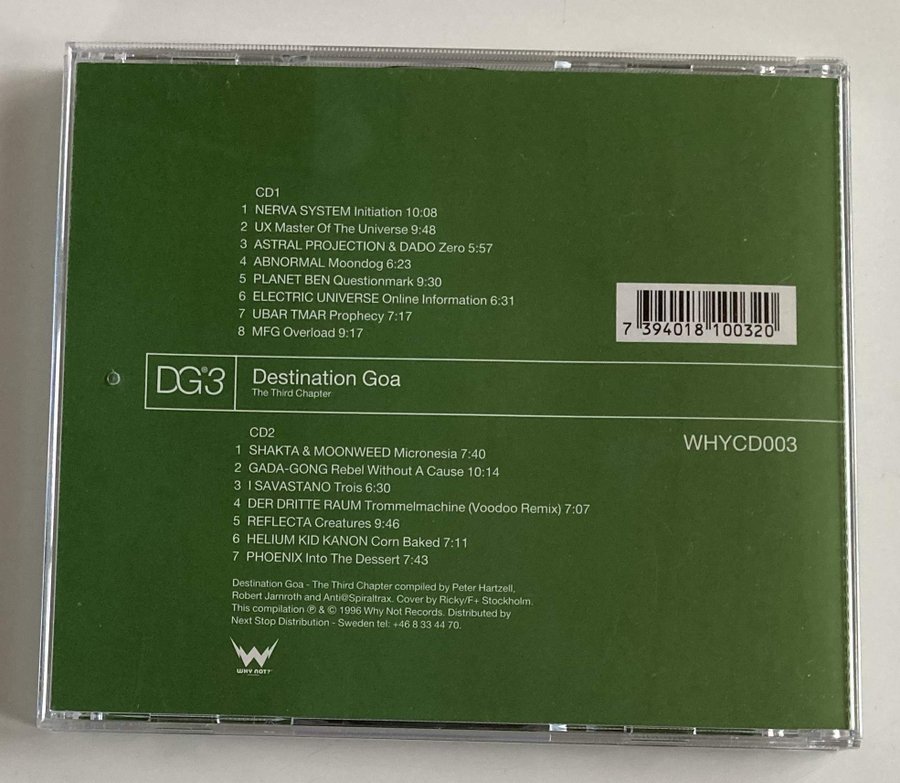 CD1
1 NERVA SYSTEM Initiation 10:08
2 UX Master Of The Universe 9:48
3 ASTRAL PROJECTION & DADO Zero 5:57
4 ABNORMAL Moondog 6:23
5 PLANET BEN Questionmark 9:30
6 ELECTRIC UNIVERSE Online Information 6:31
7 UBAR TMAR Prophecy 7:17
8 MFG Overload 9:17
7 394018 100320
DG®3
Destination Goa
The Third Chapter
CD2
WHYCD003
1 SHAKTA & MOONWEED Micronesia 7:40
2 GADA-GONG Rebel Without A Cause 10:14
3 I SAVASTANO Trois 6:30
4 DER DRITTE RAUM Trommelmachine (Voodoo Remix) 7:07
5 REFLECTA Creatures 9:46
6 HELIUM KID KANON Corn Baked 7:11
7 PHOENIX Into The Dessert 7:43
Destination Goa - The Third Chapter compiled by Peter Hartzell,
Robert Jarnroth and Anti@Spiraltrax. Cover by Ricky/F+ Stockholm.
This compilation ℗ & © 1996 Why Not Records. Distributed by
Next Stop Distribution - Sweden tel: +46 8 33 44 70.
W
WHY NOT?